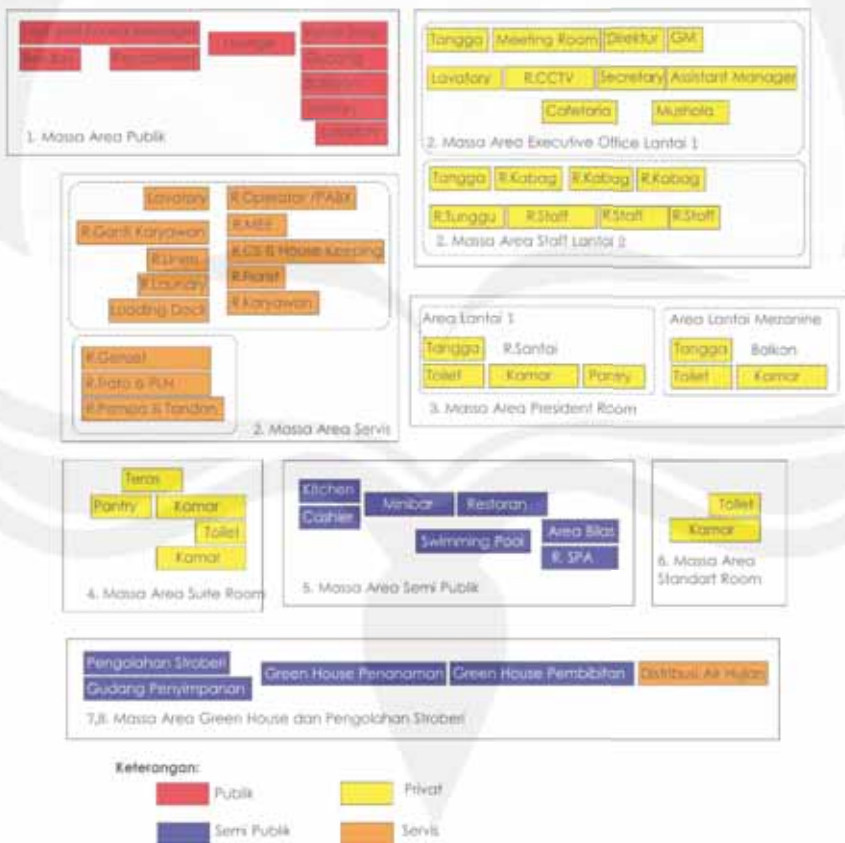 Lounge
Gudang
Lavatory
1. Massa Area Publik
Tangga Meeting Room Direktur GM
Lavatory R.CCTV Secretary Assistant Manager
Cafetaria Mushola
2. Massa Area Executive Office Lantai 1
Tangga R.Kabag R.Kabag R.Kabag
R.Tunggu R.Staff R.Staff R.Staff
2. Massa Area Staff Lantai 2
Lavatory
R.Ganti Karyawan
R.Linen
R.Laundry
Loading Dock
R.Operator /PABX
R.MEE
R.CS & House Keeping
R.Florist
R.Karyawan
R.Genset
R.Trafo & PLN
R.Pompa & Tandon
2. Massa Area Servis
Area Lantai 1
Tangga R.Santai
Toilet Kamar Pantry
Area Lantai Mezanine
Tangga Balkon
Toilet Kamar
3. Massa Area President Room
Teras
Pantry Kamar
Toilet
Kamar
4. Massa Area Suite Room
Kitchen
Cashier
Minibar Restoran
Swimming Pool
Area Bilas
R. SPA
5. Massa Area Semi Publik
Toilet
Kamar
6. Massa Area
Standart Room
Pengolahan Stroberi
Gudang Penyimpanan
Green House Penanaman Green House Pembibitan Distribusi Air Hujan
7,8. Massa Area Green House dan Pengolahan Stroberi
Keterangan:
Publik Privat
Semi Publik Servis